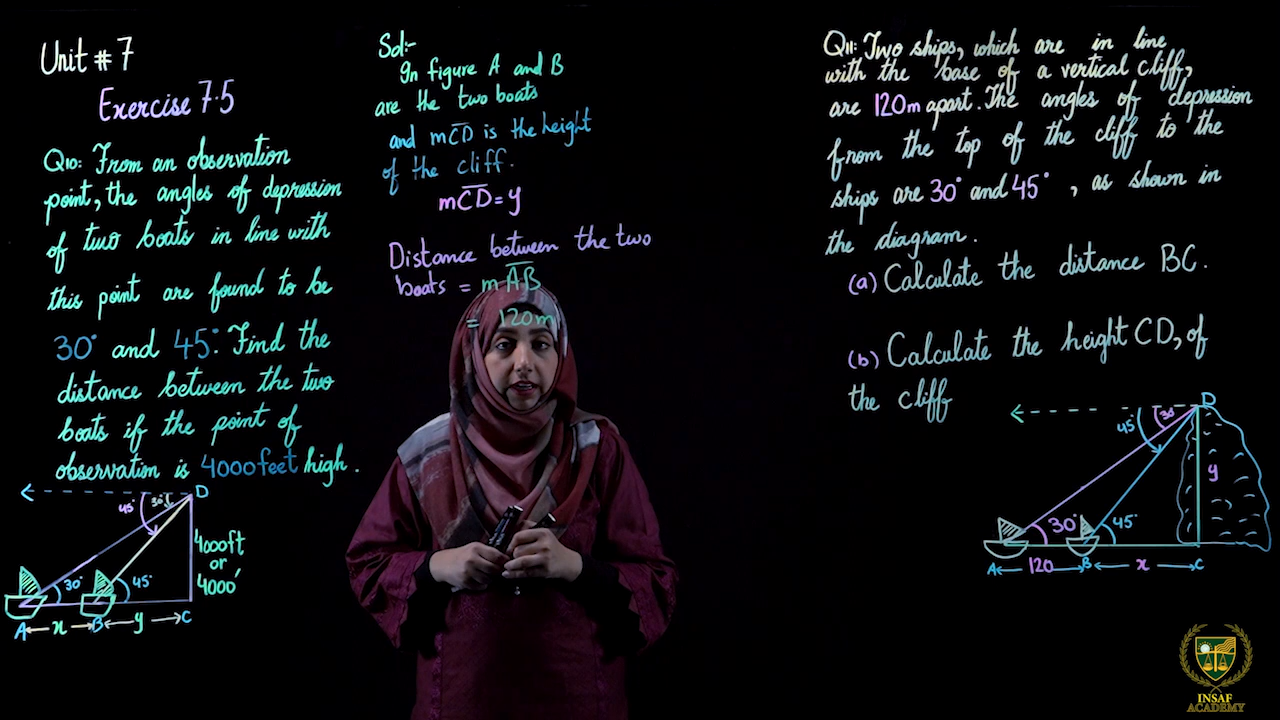 Unit # 7
Exercise 7.5
Q10: From an observation
point, the angles of depression
of two boats in line with
this point are found to be
30° and 45°. Find the
distance between the two
boats if the point of
observation is 4000 feet high.
D
45° 30°
4000ft
or
4000'
30° 45°
A x B y C
Sol:-
In figure A and B
are the two boats
and mCD is the height
of the cliff.
mCD = y
Distance between the two
boats = mAB
= 120m
Q11: Two ships, which are in line
with the base of a vertical cliff,
are 120m apart. The angles of depression
from the top of the cliff to the
ships are 30° and 45°, as shown in
the diagram.
(a) Calculate the distance BC.
(b) Calculate the height CD, of
the cliff
D
45° 30°
y
30° 45°
A 120 B x C
INSAF
ACADEMY